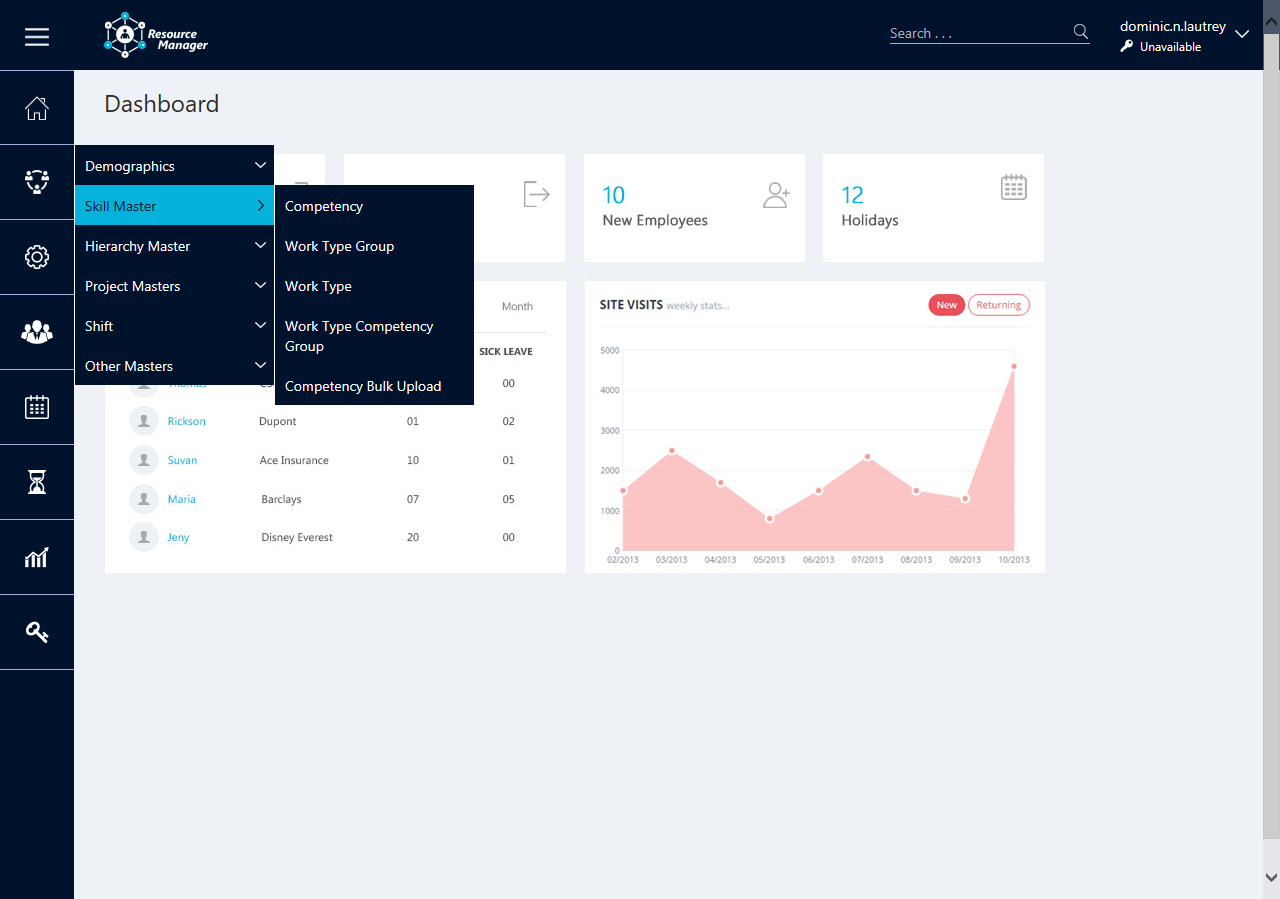 Resource
Manager
Search . . .
dominic.n.lautrey
Unavailable
Dashboard
Demographics
Skill Master
Hierarchy Master
Project Masters
Shift
Other Masters
Competency
Work Type Group
Work Type
Work Type Competency
Group
Competency Bulk Upload
10
New Employees
12
Holidays
Month
SICK LEAVE
Thomas 00
Rickson Dupont 01 02
Suvan Ace Insurance 10 01
Maria Barclays 07 05
Jeny Disney Everest 20 00
SITE VISITS weekly stats...
New Returning
5000
4000
3000
2000
1000
0
02/2013 03/2013 04/2013 05/2013 06/2013 07/2013 08/2013 09/2013 10/2013